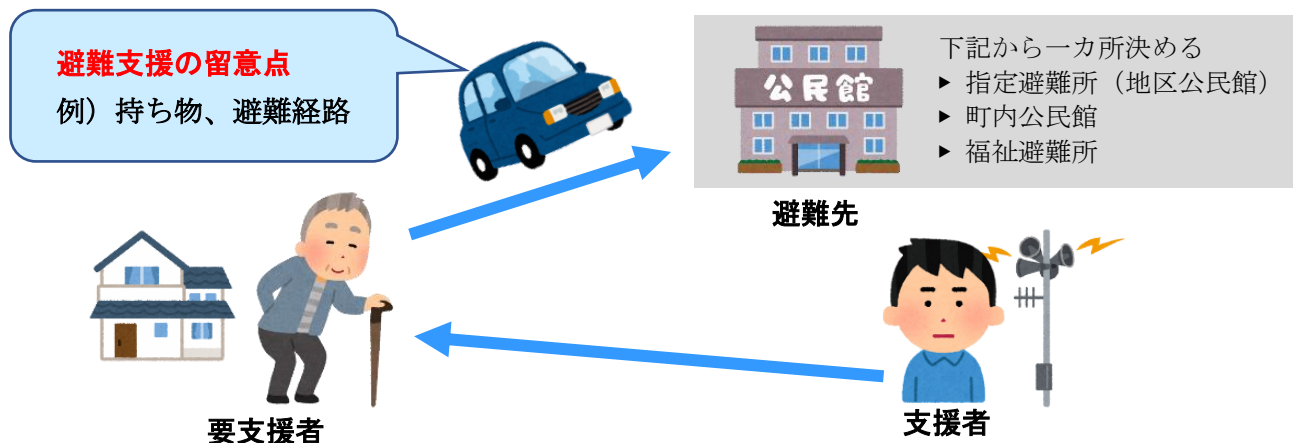 避難支援の留意点
例）持ち物、避難経路
公民館
下記から一カ所決める
▶ 指定避難所（地区公民館）
▶ 町内公民館
▶ 福祉避難所
避難先
要支援者
支援者